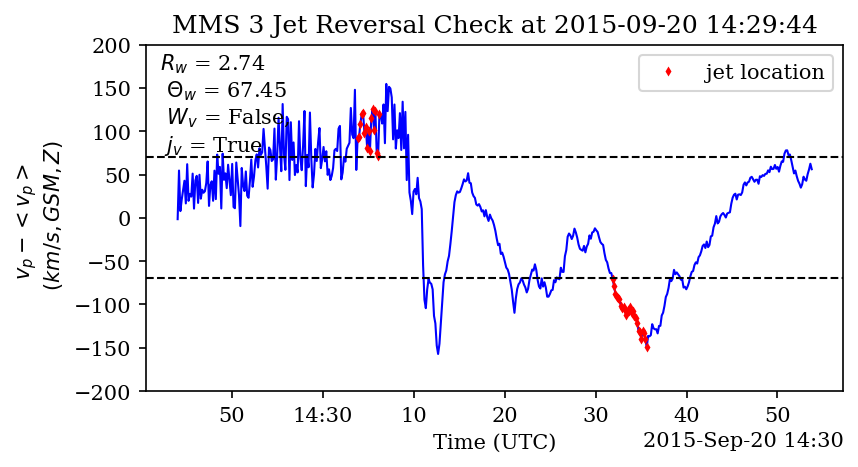 MMS 3 Jet Reversal Check at 2015-09-20 14:29:44
R_w = 2.74
Θ_w = 67.45
W_v = False
j_v = True
jet location
v_p − < v_p >
(km/s, GSM, Z)
200
150
100
50
0
−50
−100
−150
−200
50 14:30 10 20 30 40 50
Time (UTC)
2015-Sep-20 14:30